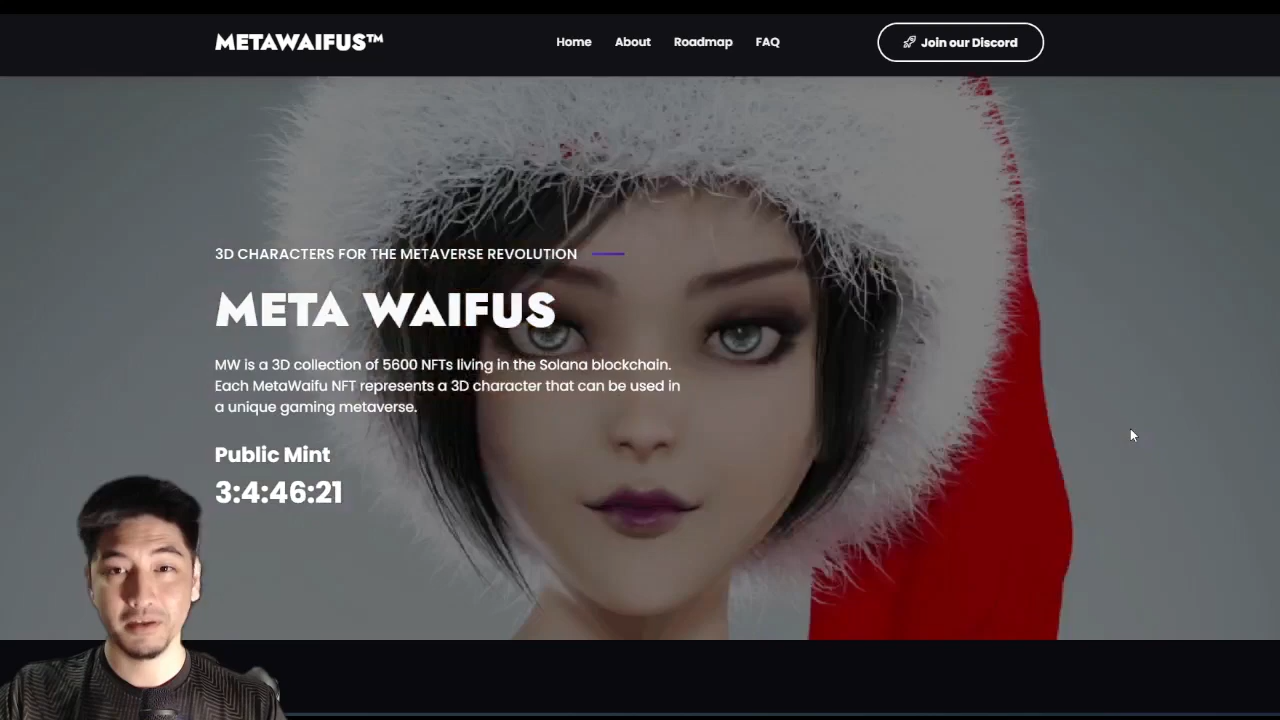 METAWAIFUS™
Home About Roadmap FAQ
Join our Discord
3D CHARACTERS FOR THE METAVERSE REVOLUTION
META WAIFUS
MW is a 3D collection of 5600 NFTs living in the Solana blockchain.
Each MetaWaifu NFT represents a 3D character that can be used in
a unique gaming metaverse.
Public Mint
3:4:46:21